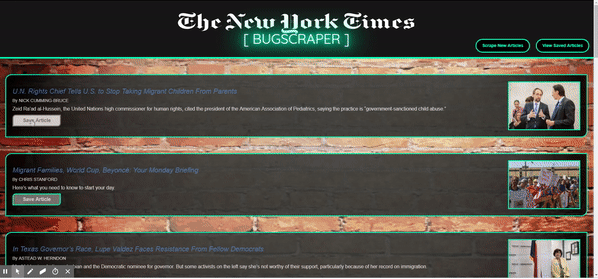 The New York Times
[ BUGSCRAPER ]
Scrape New Articles
View Saved Articles
U.N. Rights Chief Tells U.S. to Stop Taking Migrant Children From Parents
By NICK CUMMING-BRUCE
Zeid Ra'ad al-Hussein, the United Nations high commissioner for human rights, cited the president of the American Association of Pediatrics, saying the practice is "government-sanctioned child abuse."
Save Article
Migrant Families, World Cup, Beyoncé: Your Monday Briefing
By CHRIS STANFORD
Here's what you need to know to start your day.
Save Article
In Texas Governor's Race, Lupe Valdez Faces Resistance From Fellow Democrats
By ASTEAD W. HERNDON
and the Democratic nominee for governor. But some activists on the left say she's not worthy of their support, particularly because of her record on immigration.